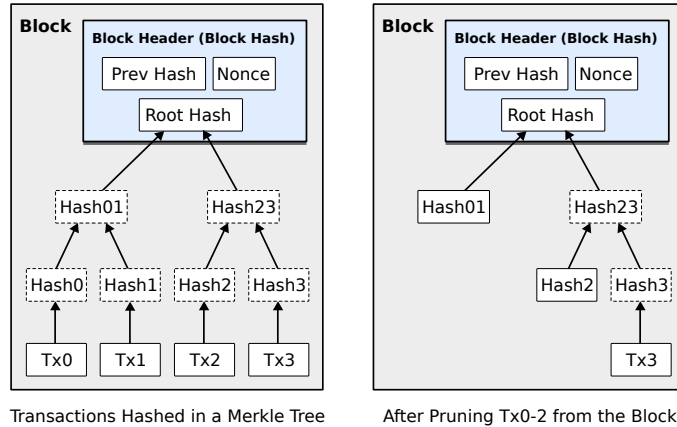 Block
Block Header (Block Hash)
Prev Hash
Nonce
Root Hash
Hash01
Hash23
Hash0
Hash1
Hash2
Hash3
Tx0
Tx1
Tx2
Tx3
Transactions Hashed in a Merkle Tree
Block
Block Header (Block Hash)
Prev Hash
Nonce
Root Hash
Hash01
Hash23
Hash2
Hash3
Tx3
After Pruning Tx0-2 from the Block